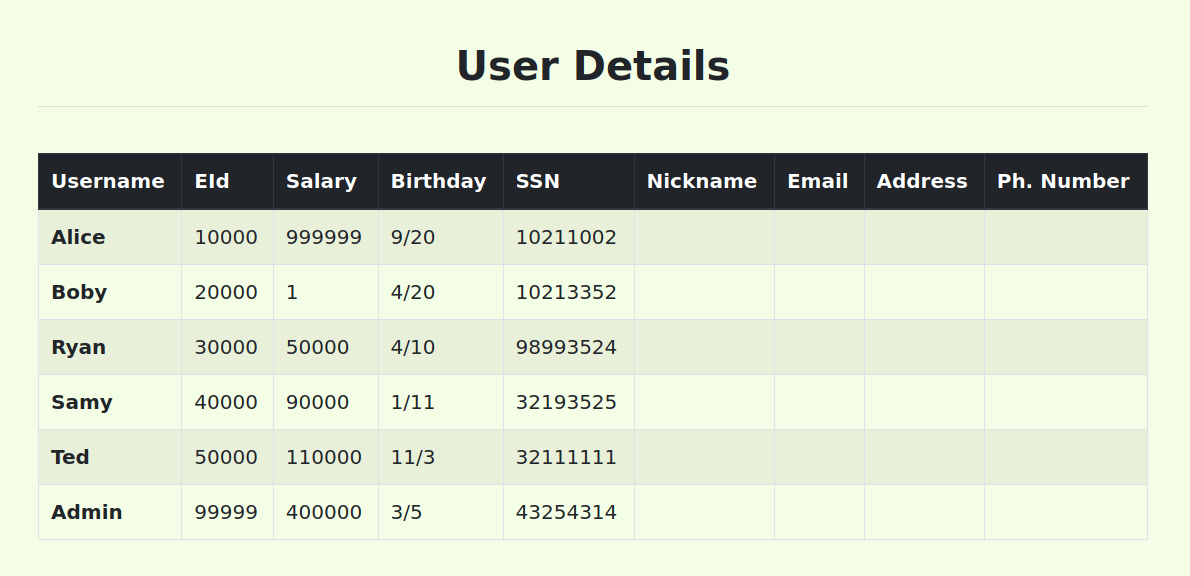 User Details
Username EId Salary Birthday SSN Nickname Email Address Ph. Number
Alice 10000 999999 9/20 10211002
Boby 20000 1 4/20 10213352
Ryan 30000 50000 4/10 98993524
Samy 40000 90000 1/11 32193525
Ted 50000 110000 11/3 32111111
Admin 99999 400000 3/5 43254314